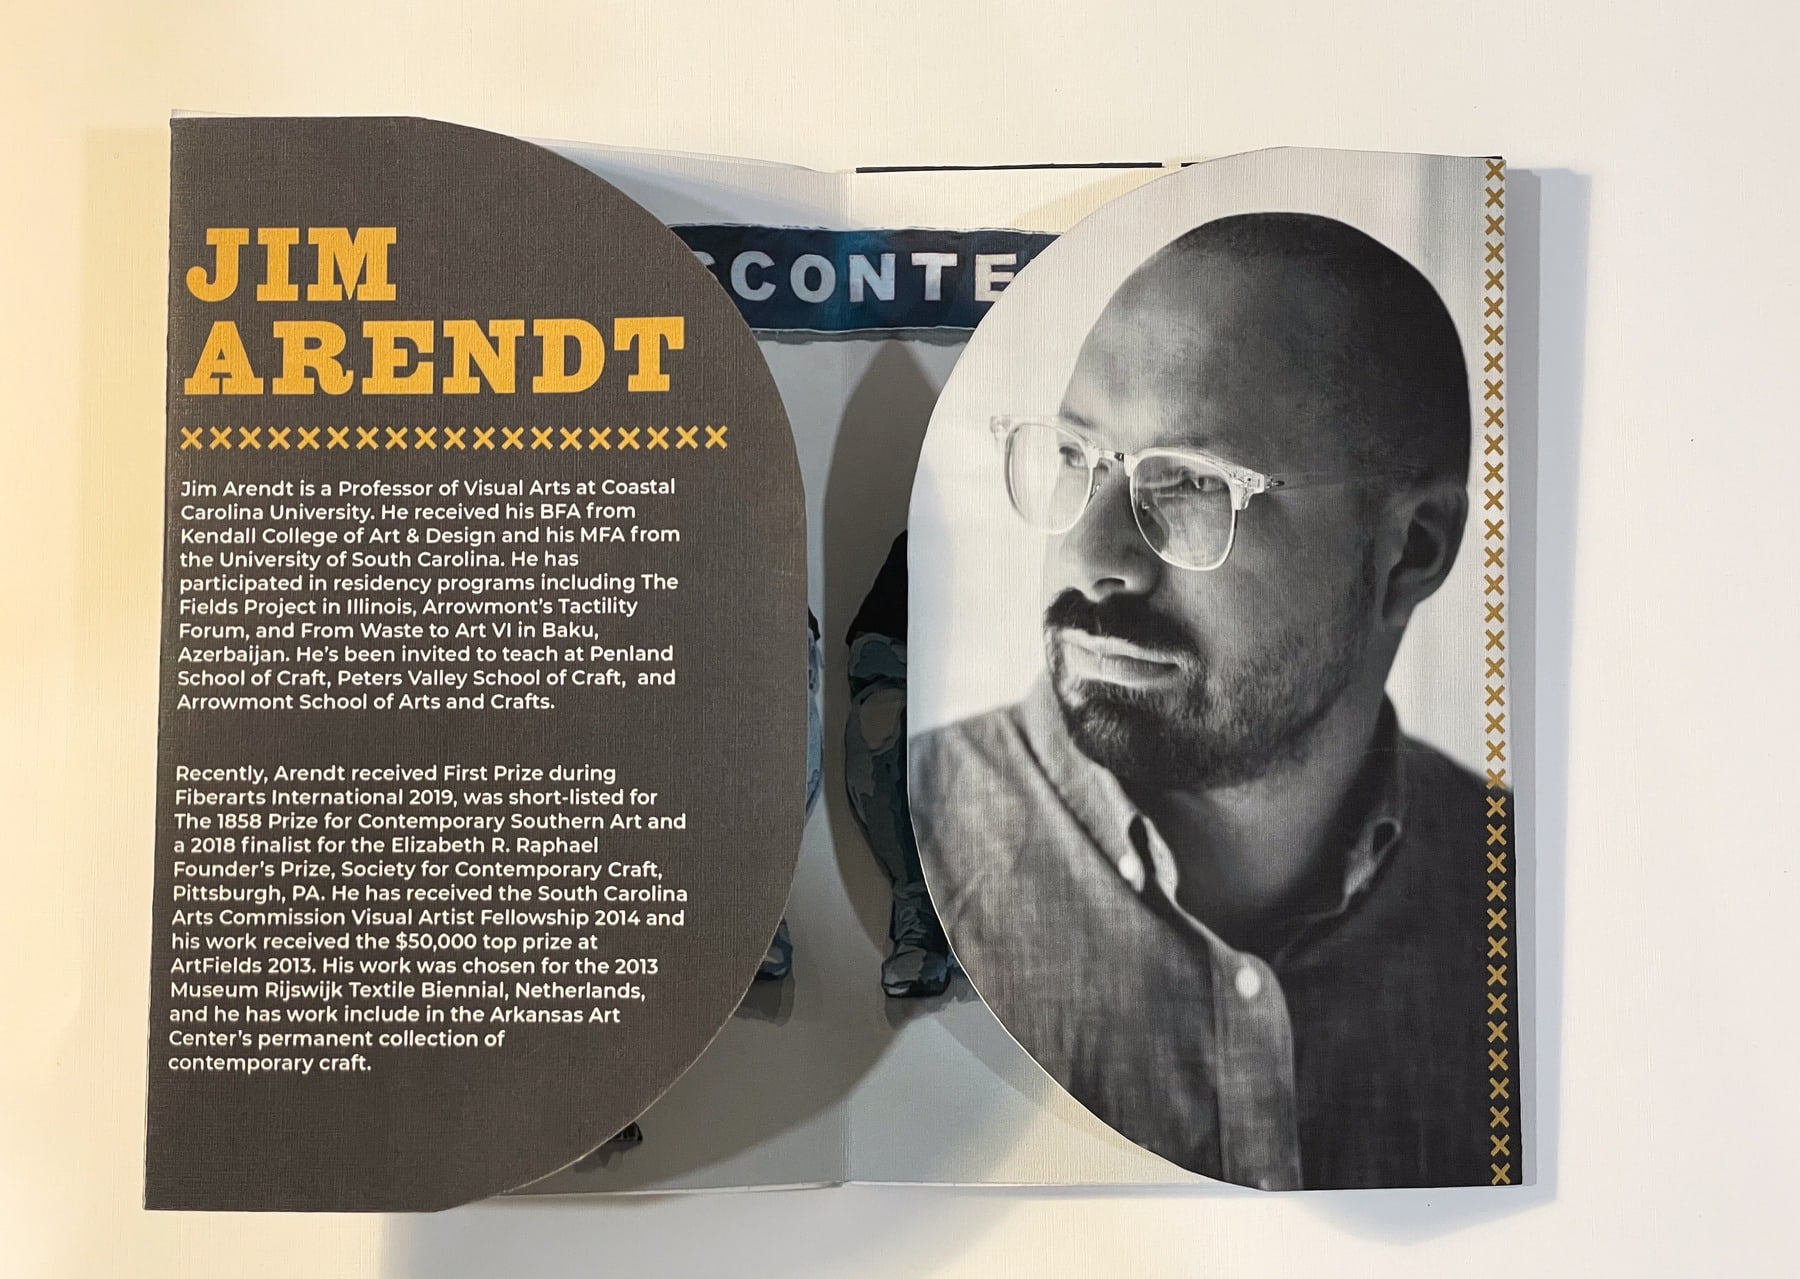 JIM
ARENDT
Jim Arendt is a Professor of Visual Arts at Coastal
Carolina University. He received his BFA from
Kendall College of Art & Design and his MFA from
the University of South Carolina. He has
participated in residency programs including The
Fields Project in Illinois, Arrowmont's Tactility
Forum, and From Waste to Art VI in Baku,
Azerbaijan. He's been invited to teach at Penland
School of Craft, Peters Valley School of Craft,  and
Arrowmont School of Arts and Crafts.
Recently, Arendt received First Prize during
Fiberarts International 2019, was short-listed for
The 1858 Prize for Contemporary Southern Art and
a 2018 finalist for the Elizabeth R. Raphael
Founder's Prize, Society for Contemporary Craft,
Pittsburgh, PA. He has received the South Carolina
Arts Commission Visual Artist Fellowship 2014 and
his work received the $50,000 top prize at
ArtFields 2013. His work was chosen for the 2013
Museum Rijswijk Textile Biennial, Netherlands,
and he has work include in the Arkansas Art
Center's permanent collection of
contemporary craft.
SCONTE